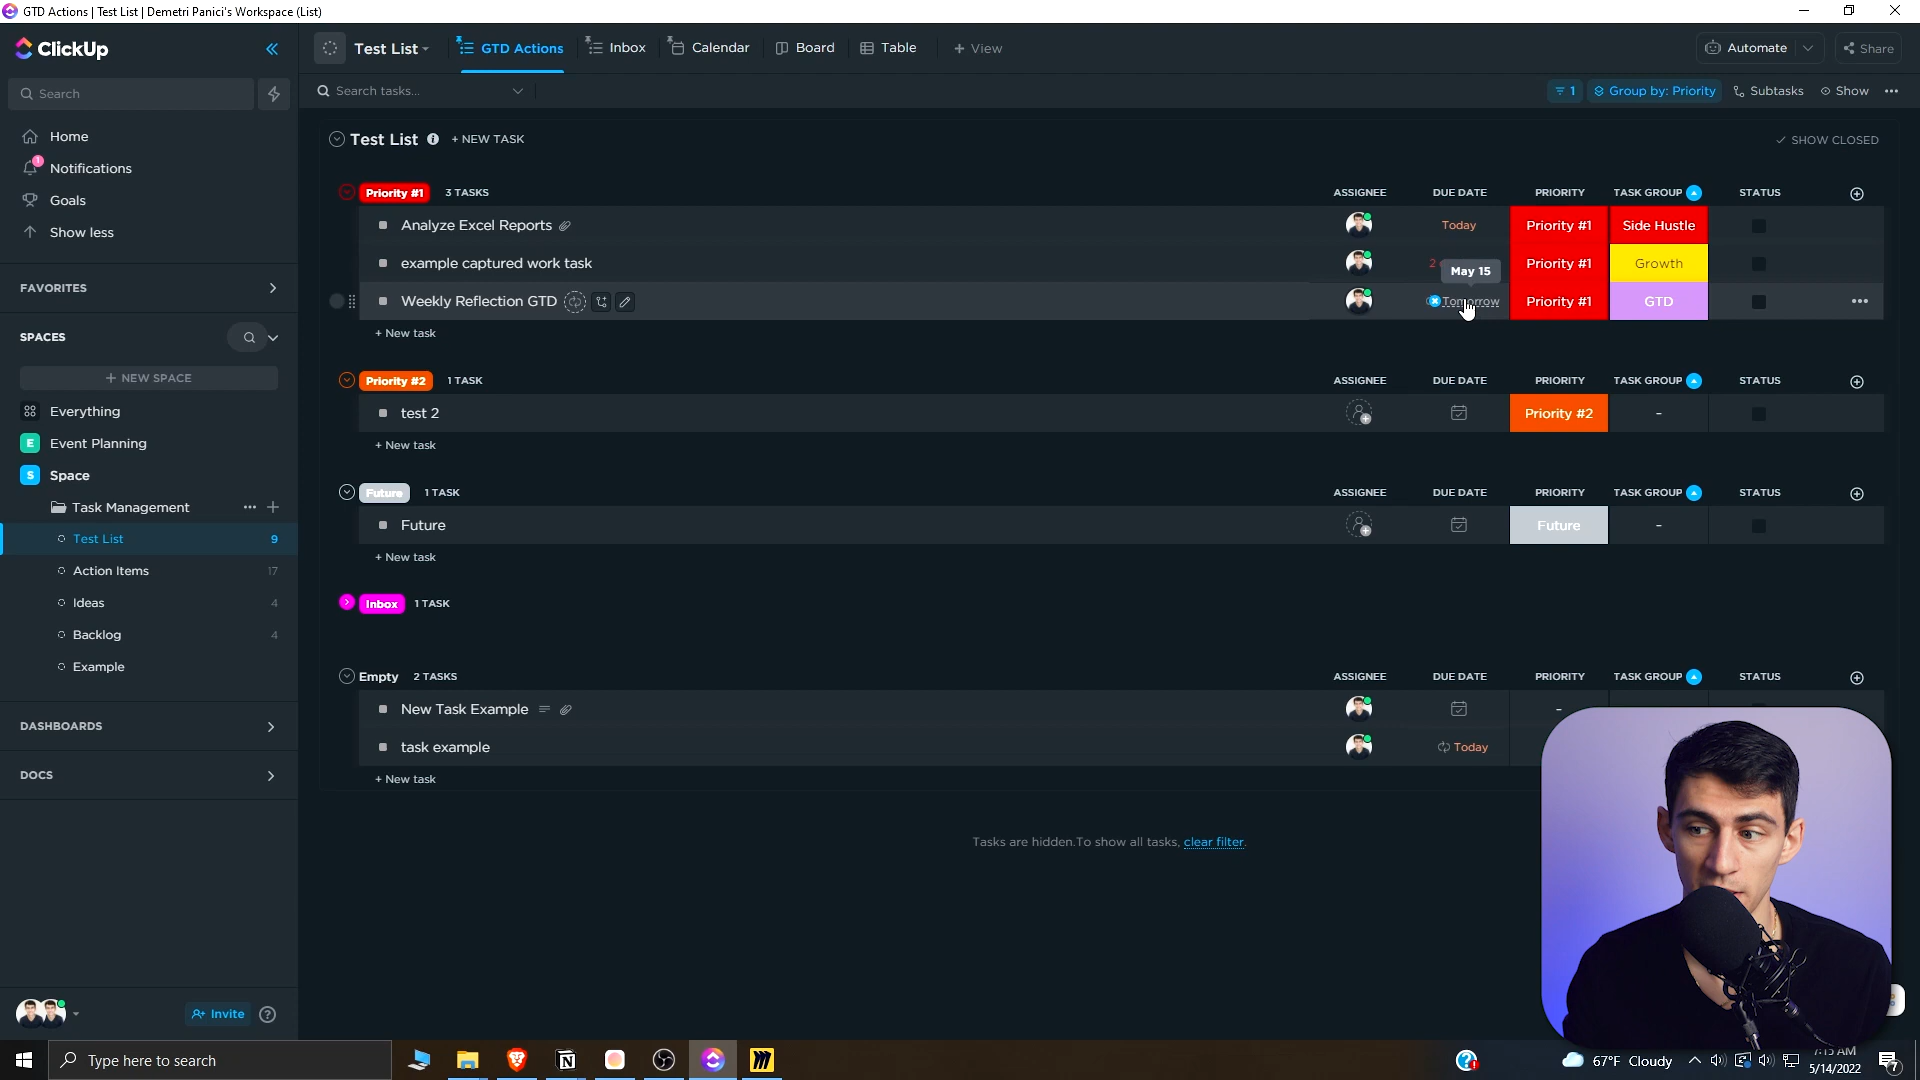 GTD Actions | Test List | Demetri Panici's Workspace (List)
ClickUp
Test List
GTD Actions
Inbox
Calendar
Board
Table
+ View
Automate
Share
Search
Search tasks...
1
Group by: Priority
Subtasks
Show
Home
Notifications
1
Goals
Show less
FAVORITES
SPACES
+ NEW SPACE
Everything
E Event Planning
S Space
Task Management
Test List 9
Action Items 17
Ideas 4
Backlog 4
Example
DASHBOARDS
DOCS
Invite
Test List + NEW TASK
SHOW CLOSED
Priority #1 3 TASKS ASSIGNEE DUE DATE PRIORITY TASK GROUP STATUS
Analyze Excel Reports Today Priority #1 Side Hustle
example captured work task 2 Priority #1 Growth
May 15
Weekly Reflection GTD Tomorrow Priority #1 GTD
+ New task
Priority #2 1 TASK ASSIGNEE DUE DATE PRIORITY TASK GROUP STATUS
test 2 Priority #2 -
+ New task
Future 1 TASK ASSIGNEE DUE DATE PRIORITY TASK GROUP STATUS
Future Future -
+ New task
Inbox 1 TASK
Empty 2 TASKS ASSIGNEE DUE DATE PRIORITY TASK GROUP STATUS
New Task Example -
task example Today
+ New task
Tasks are hidden.To show all tasks, clear filter.
Type here to search
67°F Cloudy
7:15 AM
5/14/2022
7